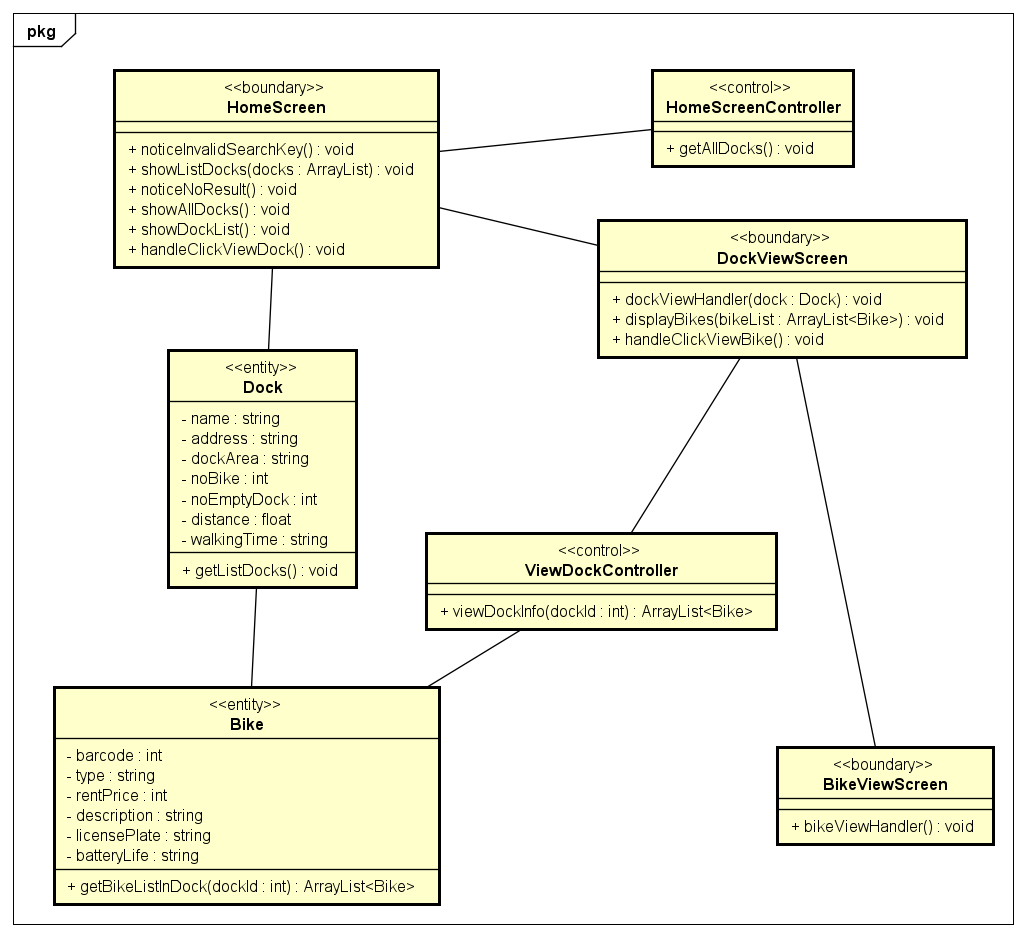 pkg
<<boundary>>
HomeScreen
+ noticeInvalidSearchKey() : void
+ showListDocks(docks : ArrayList) : void
+ noticeNoResult() : void
+ showAllDocks() : void
+ showDockList() : void
+ handleClickViewDock() : void
<<control>>
HomeScreenController
+ getAllDocks() : void
<<boundary>>
DockViewScreen
+ dockViewHandler(dock : Dock) : void
+ displayBikes(bikeList : ArrayList<Bike>) : void
+ handleClickViewBike() : void
<<entity>>
Dock
- name : string
- address : string
- dockArea : string
- noBike : int
- noEmptyDock : int
- distance : float
- walkingTime : string
+ getListDocks() : void
<<control>>
ViewDockController
+ viewDockInfo(dockId : int) : ArrayList<Bike>
<<entity>>
Bike
- barcode : int
- type : string
- rentPrice : int
- description : string
- licensePlate : string
- batteryLife : string
+ getBikeListInDock(dockId : int) : ArrayList<Bike>
<<boundary>>
BikeViewScreen
+ bikeViewHandler() : void